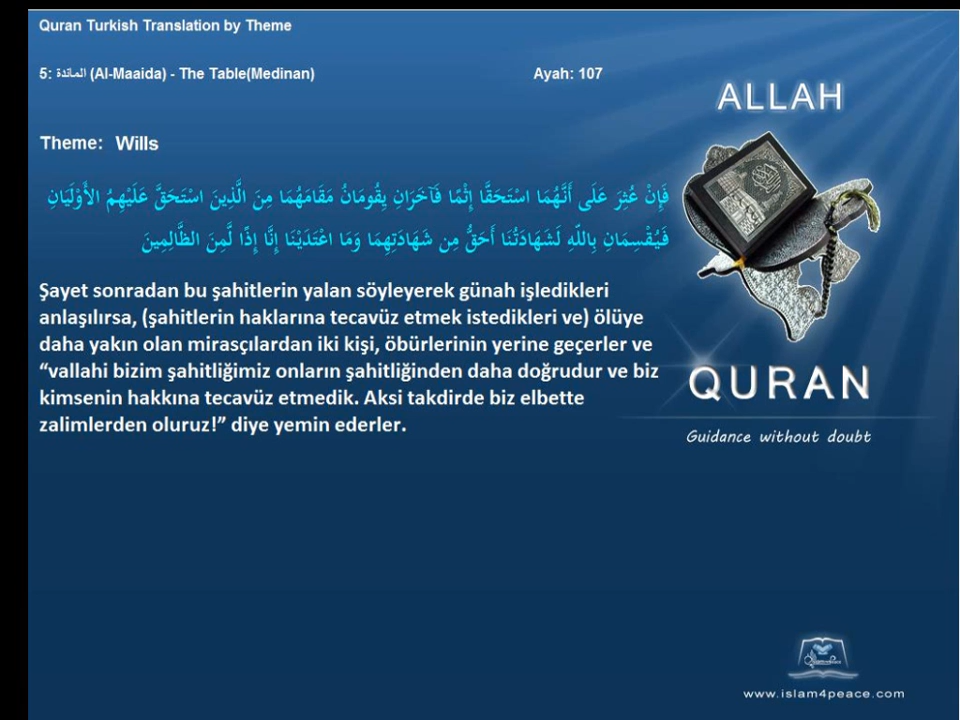 Quran Turkish Translation by Theme
5: المائدة (Al-Maaida) - The Table(Medinan)
Ayah: 107
ALLAH
Theme: Wills
فَإِنْ عُثِرَ عَلَى أَنَّهُمَا اسْتَحَقَّا إِثْمًا فَآخَرَانِ يِقُومَانُ مَقَامَهُمَا مِنَ الَّذِينَ اسْتَحَقَّ عَلَيْهِمُ الأَوْلَيَانِ
فَيُقْسِمَانِ بِاللّهِ لَشَهَادَتُنَا أَحَقُّ مِن شَهَادَتِهِمَا وَمَا اعْتَدَيْنَا إِنَّا إِذًا لَّمِنَ الظَّالِمِينَ
Şayet sonradan bu şahitlerin yalan söyleyerek günah işledikleri
anlaşılırsa, (şahitlerin haklarına tecavüz etmek istedikleri ve) ölüye
daha yakın olan mirasçılardan iki kişi, öbürlerinin yerine geçerler ve
“vallahi bizim şahitliğimiz onların şahitliğinden daha doğrudur ve biz
kimsenin hakkına tecavüz etmedik. Aksi takdirde biz elbette
zalimlerden oluruz!” diye yemin ederler.
QURAN
Guidance without doubt
www.islam4peace.com